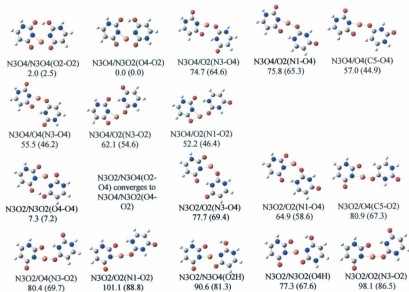 N3O4/N3O4(O2-O2)
2.0 (2.5)
N3O4/N3O2(O4-O2)
0.0 (0.0)
N3O4/O2(N3-O4)
74.7 (64.6)
N3O4/O2(N1-O4)
75.8 (65.3)
N3O4/O4(C5-O4)
57.0 (44.9)
N3O4/O4(N3-O4)
55.5 (46.2)
N3O4/O2(N3-O2)
62.1 (54.6)
N3O4/O2(N1-O2)
52.2 (46.4)
N3O2/N3O2(O4-O4)
7.3 (7.2)
N3O2/N3O4(O2-
O4) converges to
N3O4/N3O2(O4-
O2)
N3O2/O2(N3-O4)
77.7 (69.4)
N3O2/O2(N1-O4)
64.9 (58.6)
N3O2/O4(C5-O2)
80.9 (67.3)
N3O2/O4(N3-O2)
80.4 (69.7)
N3O2/O2(N1-O2)
101.1 (88.8)
N3O2/N3O4(O2H)
90.6 (81.3)
N3O2/N3O2(O4H)
77.3 (67.6)
N3O2/O2(N3-O2)
98.1 (86.5)